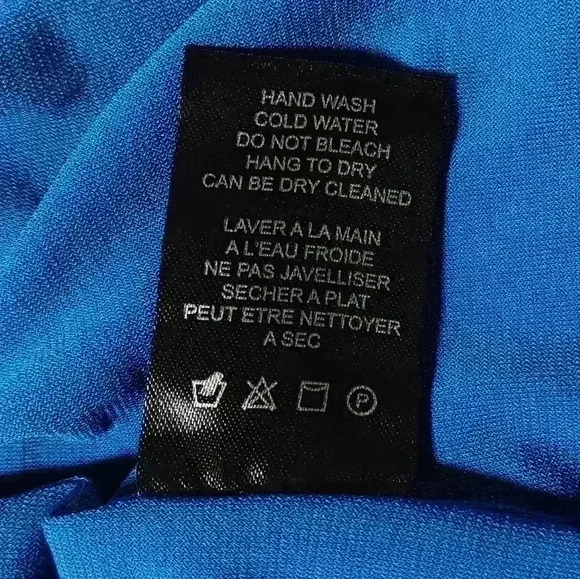 HAND WASH
COLD WATER
DO NOT BLEACH
HANG TO DRY
CAN BE DRY CLEANED
LAVER A LA MAIN
A L'EAU FROIDE
NE PAS JAVELLISER
SECHER A PLAT
PEUT ETRE NETTOYER
A SEC
P